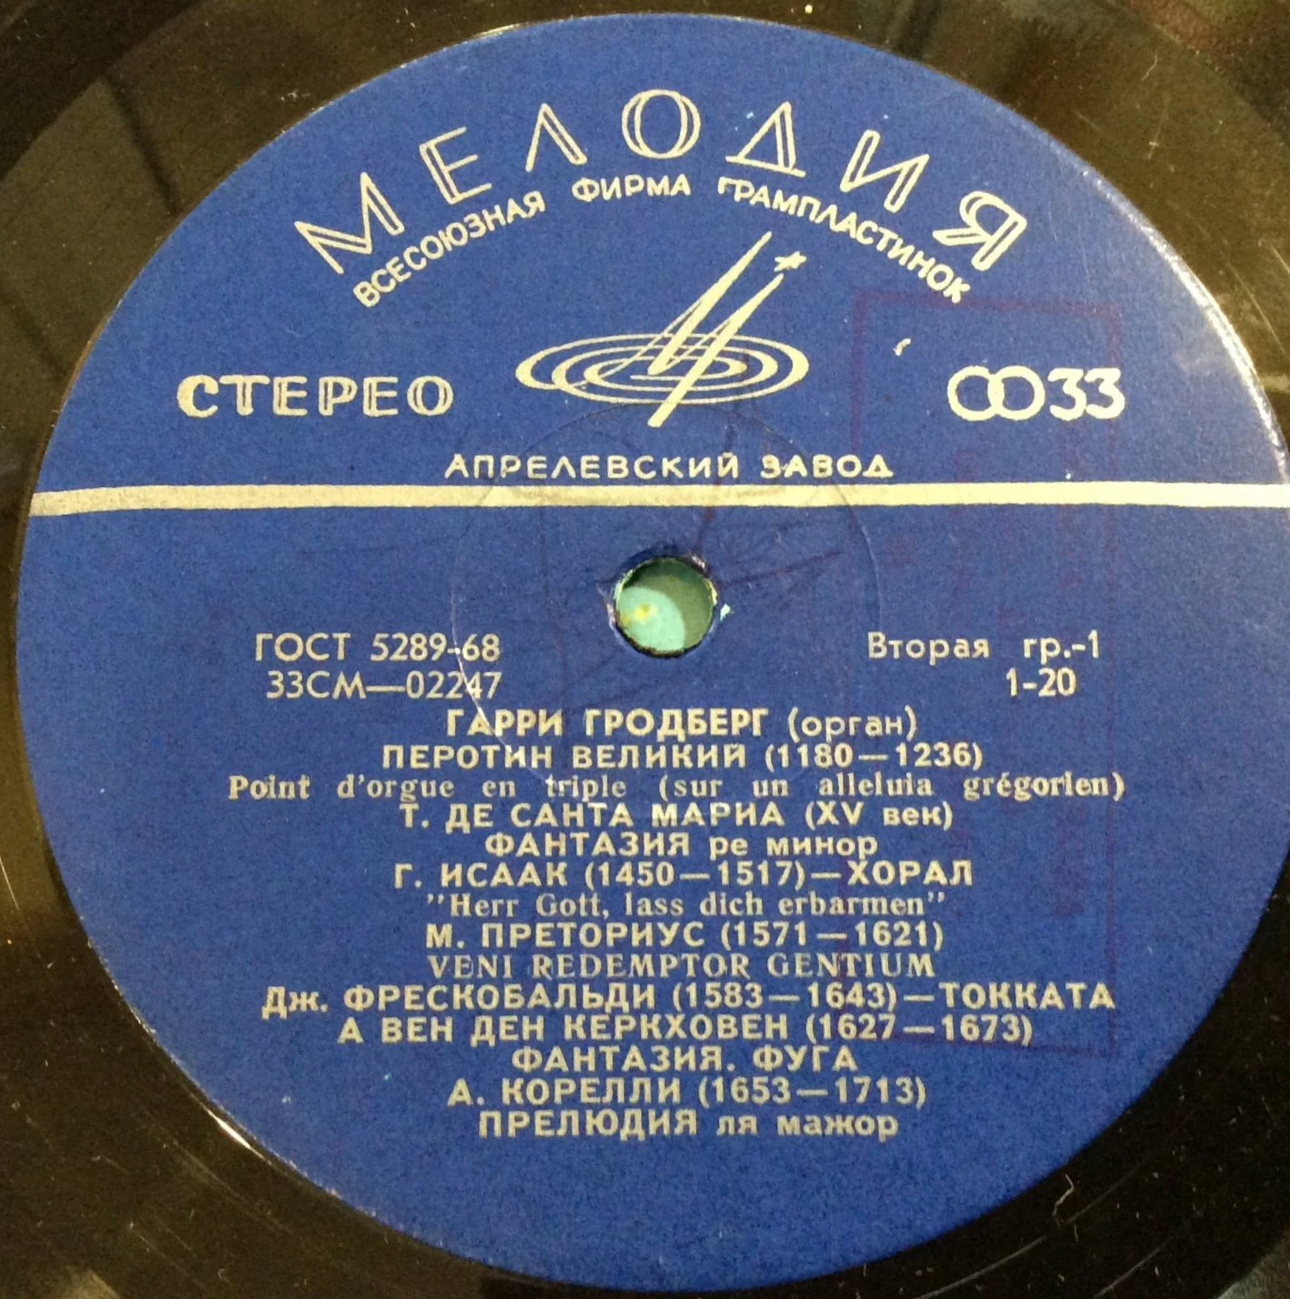 МЕЛОДИЯ
ВСЕСОЮЗНАЯ ФИРМА ГРАМПЛАСТИНОК
СТЕРЕО
33
АПРЕЛЕВСКИЙ ЗАВОД
ГОСТ 5289-68
Вторая гр.-1
33СМ—02247
1-20
ГАРРИ ГРОДБЕРГ (орган)
ПЕРОТИН ВЕЛИКИЙ (1180—1236)
Point d'orgue en triple (sur un alleluia grégorien)
Т. ДЕ САНТА МАРИА (XV век)
ФАНТАЗИЯ ре минор
Г. ИСААК (1450—1517)—ХОРАЛ
"Herr Gott, lass dich erbarmen"
М. ПРЕТОРИУС (1571—1621)
VENI REDEMPTOR GENTIUM
Дж. ФРЕСКОБАЛЬДИ (1583—1643)—ТОККАТА
А ВЕН ДЕН КЕРКХОВЕН (1627—1673)
ФАНТАЗИЯ. ФУГА
А. КОРЕЛЛИ (1653—1713)
ПРЕЛЮДИЯ ля мажор